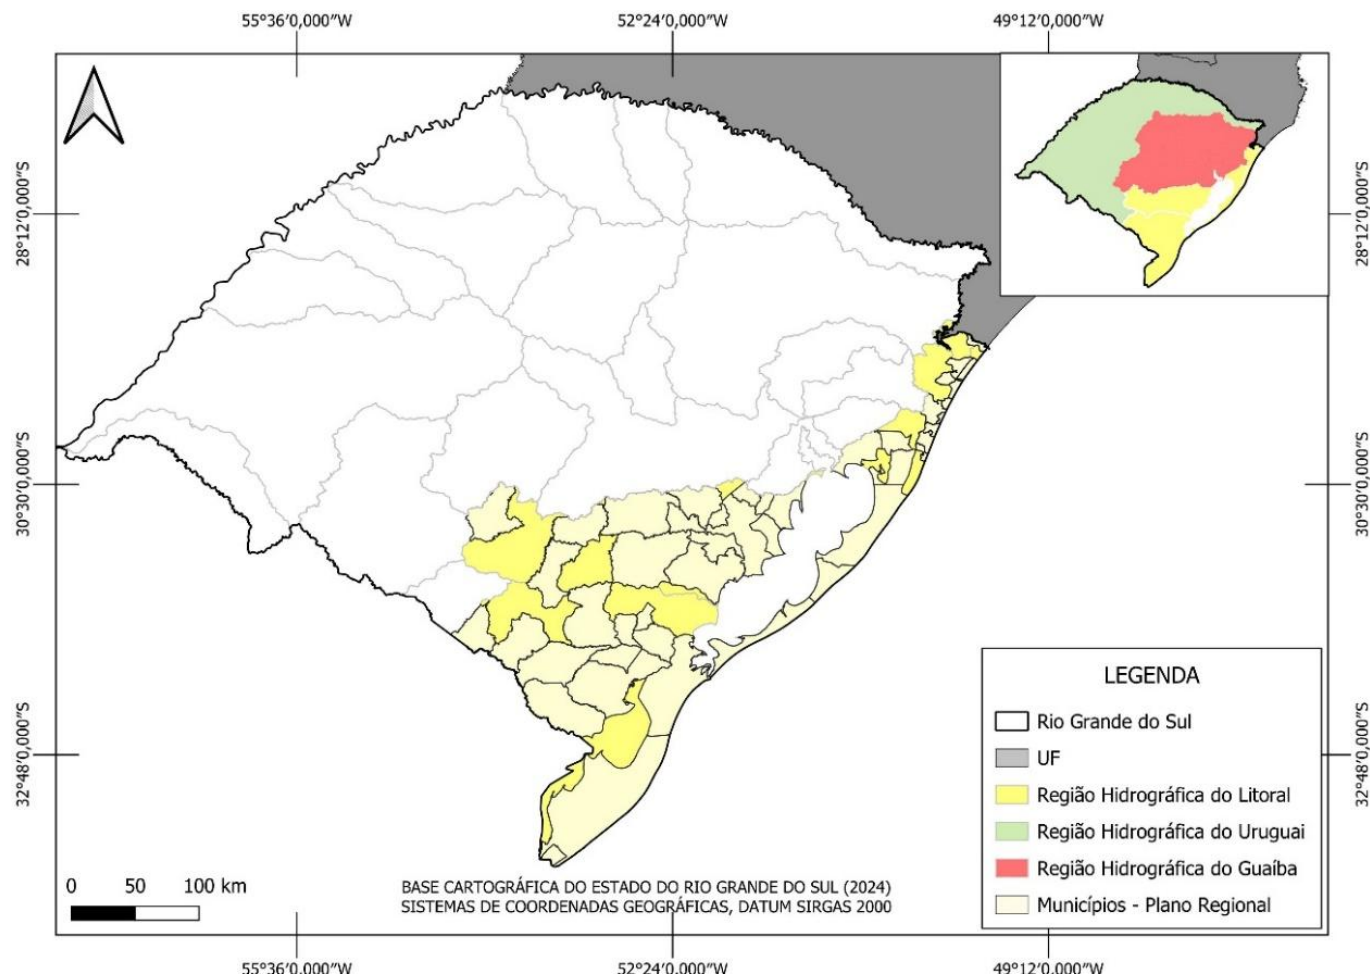 55°36'0,000"W
52°24'0,000"W
49°12'0,000"W
28°12'0,000"S
28°12'0,000"S
30°30'0,000"S
30°30'0,000"S
32°48'0,000"S
32°48'0,000"S
LEGENDA
Rio Grande do Sul
UF
Região Hidrográfica do Litoral
Região Hidrográfica do Uruguai
Região Hidrográfica do Guaíba
Municípios - Plano Regional
0 50 100 km
BASE CARTOGRÁFICA DO ESTADO DO RIO GRANDE DO SUL (2024)
SISTEMAS DE COORDENADAS GEOGRÁFICAS, DATUM SIRGAS 2000
55°36'0,000"W
52°24'0,000"W
49°12'0,000"W